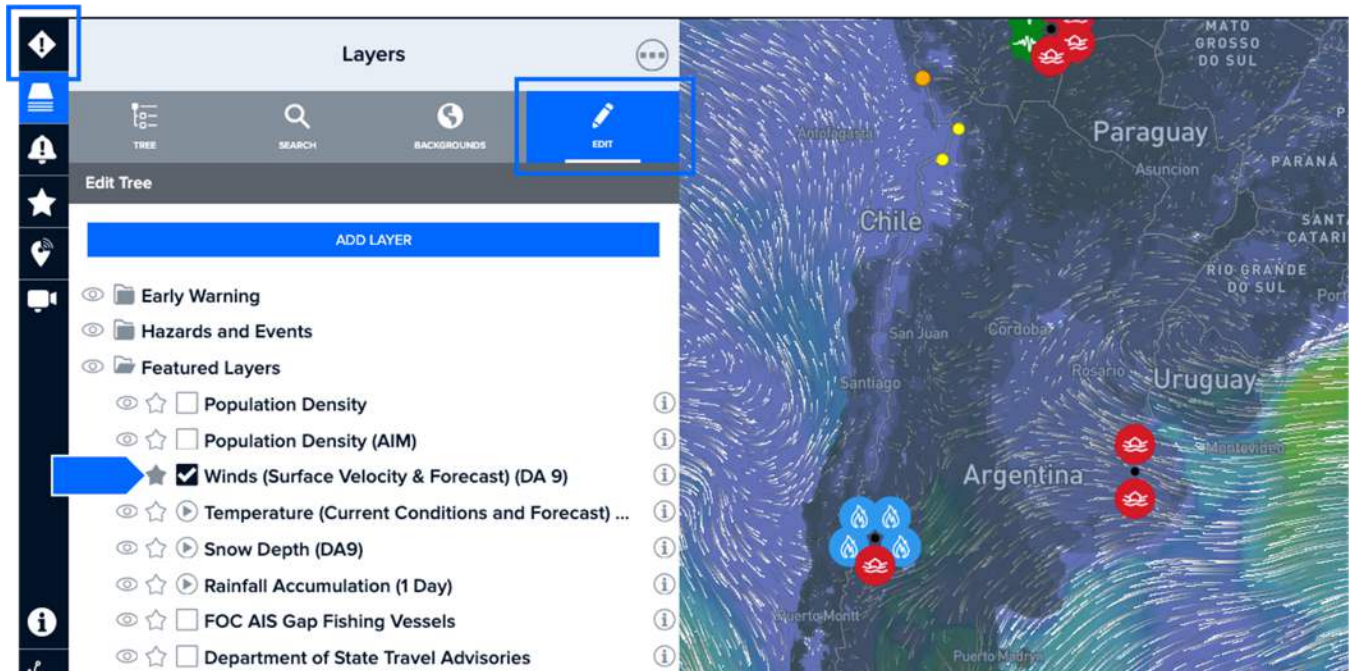 Layers
TREE
SEARCH
BACKGROUNDS
EDIT
Edit Tree
ADD LAYER
Early Warning
Hazards and Events
Featured Layers
Population Density
Population Density (AIM)
Winds (Surface Velocity & Forecast) (DA 9)
Temperature (Current Conditions and Forecast) ...
Snow Depth (DA9)
Rainfall Accumulation (1 Day)
FOC AIS Gap Fishing Vessels
Department of State Travel Advisories
MATO
GROSSO
DO SUL
Antofagasta
Paraguay
Asuncion
PARANÁ
Chile
SANTA
CATARI
RIO GRANDE
DO SUL
Port
San Juan
Cordoba
Santiago
Rosario
Uruguay
Montevideo
Argentina
Puerto Montt
Puerto Madryn